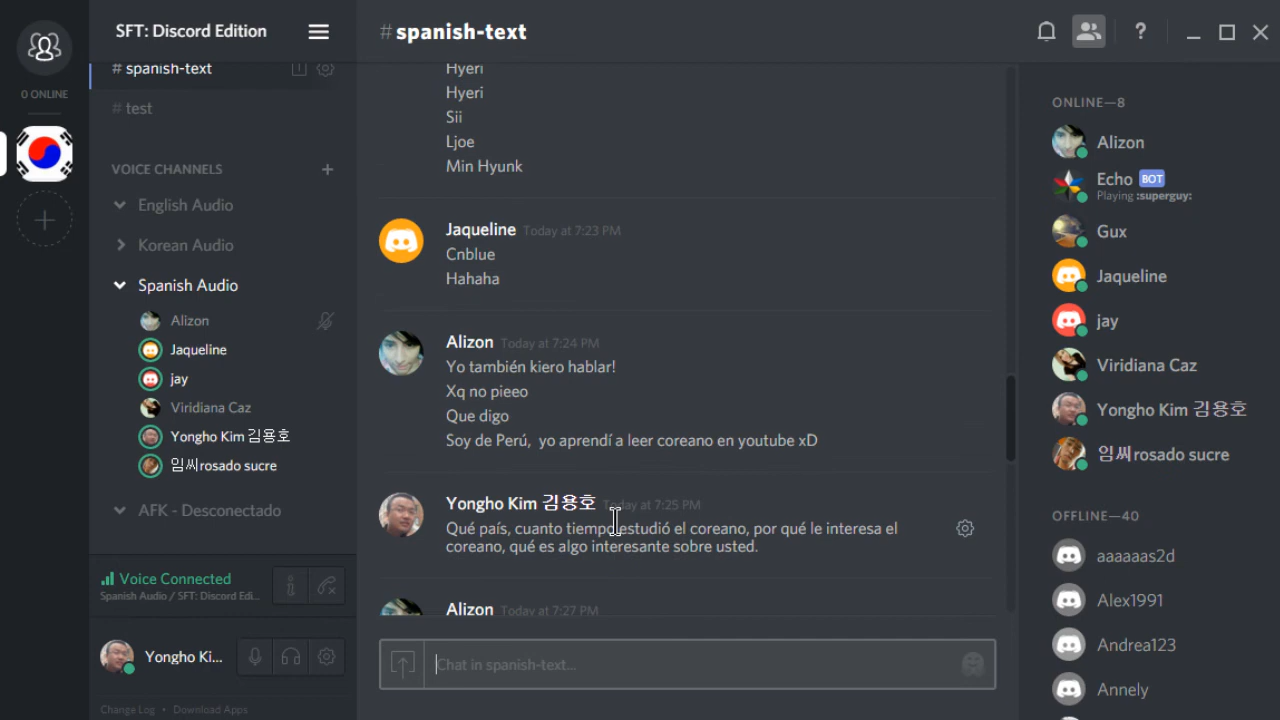 0 ONLINE
SFT: Discord Edition
# spanish-text
# test
VOICE CHANNELS
English Audio
Korean Audio
Spanish Audio
Alizon
Jaqueline
jay
Viridiana Caz
Yongho Kim 김용호
임씨rosado sucre
AFK - Desconectado
Voice Connected
Spanish Audio / SFT: Discord Edi...
Yongho Ki...
Change Log • Download Apps
# spanish-text
Hyeri
Hyeri
Sii
Ljoe
Min Hyunk
Jaqueline Today at 7:23 PM
Cnblue
Hahaha
Alizon Today at 7:24 PM
Yo también kiero hablar!
Xq no pieeo
Que digo
Soy de Perú, yo aprendí a leer coreano en youtube xD
Yongho Kim 김용호 Today at 7:25 PM
Qué país, cuanto tiempo estudió el coreano, por qué le interesa el
coreano, qué es algo interesante sobre usted.
Alizon Today at 7:27 PM
Chat in spanish-text...
?
ONLINE—8
Alizon
Echo BOT
Playing :superguy:
Gux
Jaqueline
jay
Viridiana Caz
Yongho Kim 김용호
임씨rosado sucre
OFFLINE—40
aaaaaas2d
Alex1991
Andrea123
Annely